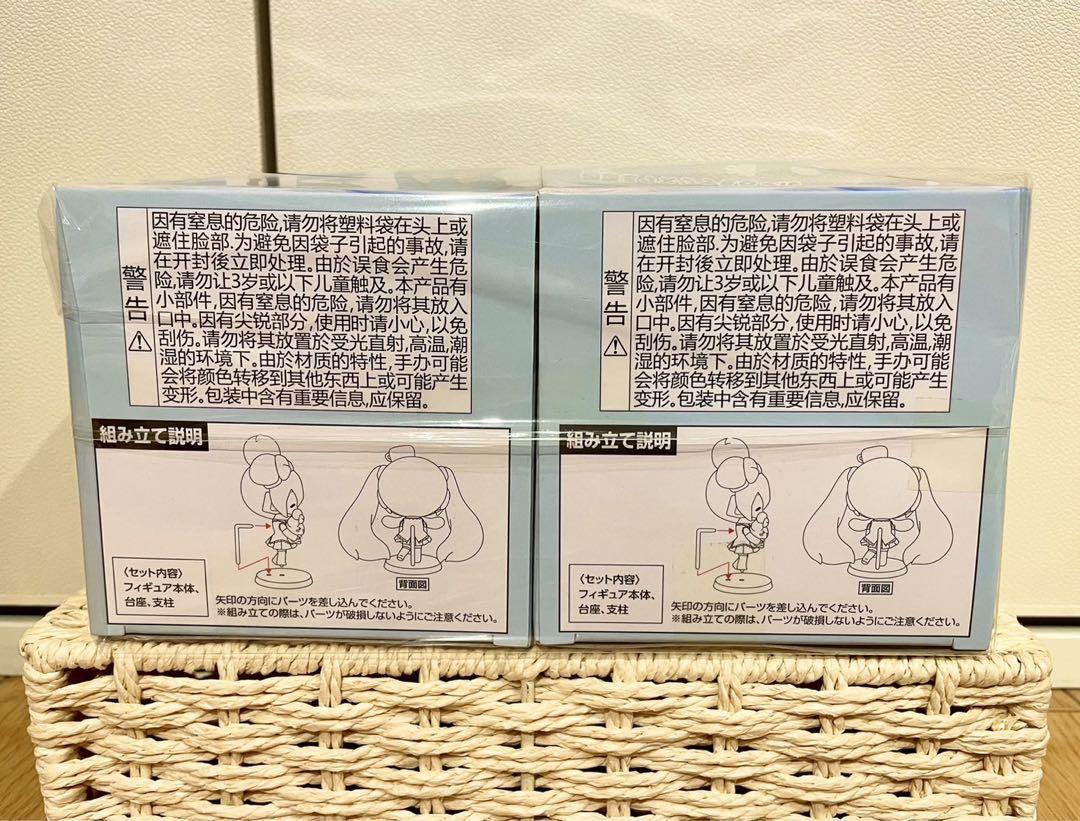 警告
因有窒息的危险,请勿将塑料袋在头上或
遮住脸部.为避免因袋子引起的事故,请
在开封後立即处理。由於误食会产生危
险,请勿让3岁或以下儿童触及。本产品有
小部件,因有窒息的危险,请勿将其放入
口中。因有尖锐部分,使用时请小心,以免
刮伤。请勿将其放置於受光直射,高温,潮
湿的环境下。由於材质的特性,手办可能
会将颜色转移到其他东西上或可能产生
变形。包装中含有重要信息,应保留。
組み立て説明
〈セット内容〉
フィギュア本体、
台座、支柱
背面図
矢印の方向にパーツを差し込んでください。
※組み立ての際は、パーツが破損しないようにご注意ください。
警告
因有窒息的危险,请勿将塑料袋在头上或
遮住脸部.为避免因袋子引起的事故,请
在开封後立即处理。由於误食会产生危
险,请勿让3岁或以下儿童触及。本产品有
小部件,因有窒息的危险,请勿将其放入
口中。因有尖锐部分,使用时请小心,以免
刮伤。请勿将其放置於受光直射,高温,潮
湿的环境下。由於材质的特性,手办可能
会将颜色转移到其他东西上或可能产生
变形。包装中含有重要信息,应保留。
組み立て説明
〈セット内容〉
フィギュア本体、
台座、支柱
背面図
矢印の方向にパーツを差し込んでください。
※組み立ての際は、パーツが破損しないようにご注意ください。